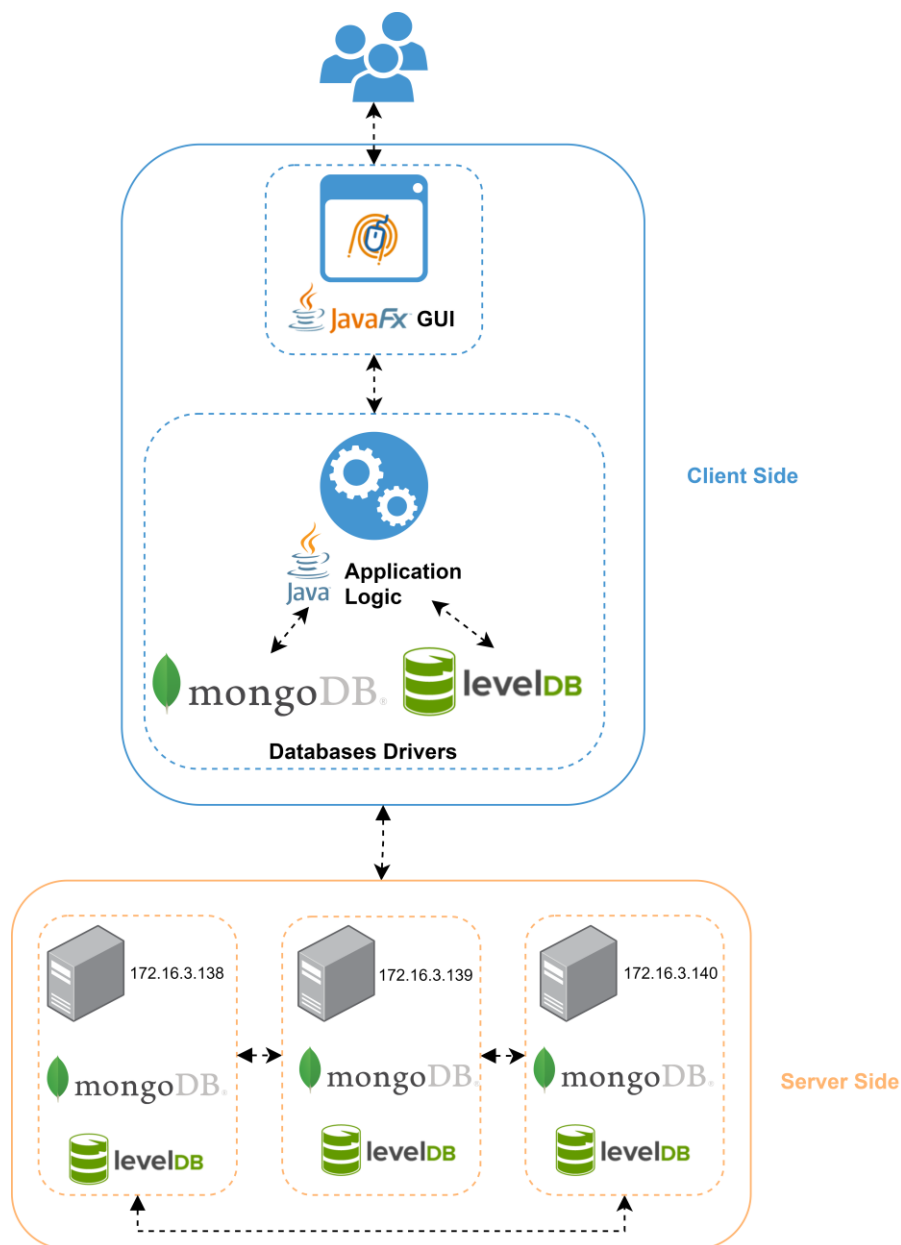 JavaFx GUI
Client Side
Java
Application
Logic
mongoDB®
levelDB
Databases Drivers
172.16.3.138
172.16.3.139
172.16.3.140
mongoDB®
mongoDB®
mongoDB®
Server Side
levelDB
levelDB
levelDB